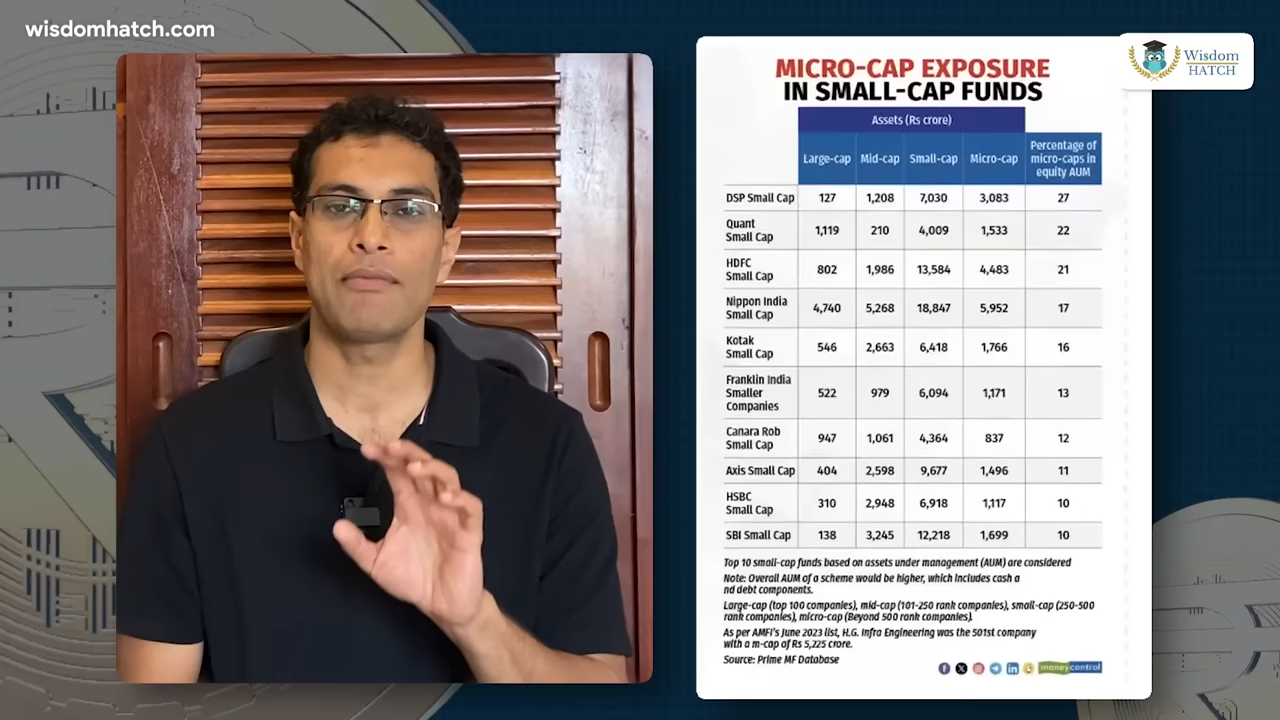 wisdomhatch.com
Wisdom
HATCH
MICRO-CAP EXPOSURE
IN SMALL-CAP FUNDS
Assets (Rs crore)
Large-cap Mid-cap Small-cap Micro-cap Percentage of micro-caps in equity AUM
DSP Small Cap 127 1,208 7,030 3,083 27
Quant Small Cap 1,119 210 4,009 1,533 22
HDFC Small Cap 802 1,986 13,584 4,483 21
Nippon India Small Cap 4,740 5,268 18,847 5,952 17
Kotak Small Cap 546 2,663 6,418 1,766 16
Franklin India Smaller Companies 522 979 6,094 1,171 13
Canara Rob Small Cap 947 1,061 4,364 837 12
Axis Small Cap 404 2,598 9,677 1,496 11
HSBC Small Cap 310 2,948 6,918 1,117 10
SBI Small Cap 138 3,245 12,218 1,699 10
Top 10 small-cap funds based on assets under management (AUM) are considered
Note: Overall AUM of a scheme would be higher, which includes cash a
nd debt components.
Large-cap (top 100 companies), mid-cap (101-250 rank companies), small-cap (250-500
rank companies), micro-cap (Beyond 500 rank companies).
As per AMFI's June 2023 list, H.G. Infra Engineering was the 501st company
with a m-cap of Rs 5,225 crore.
Source: Prime MF Database
moneycontrol